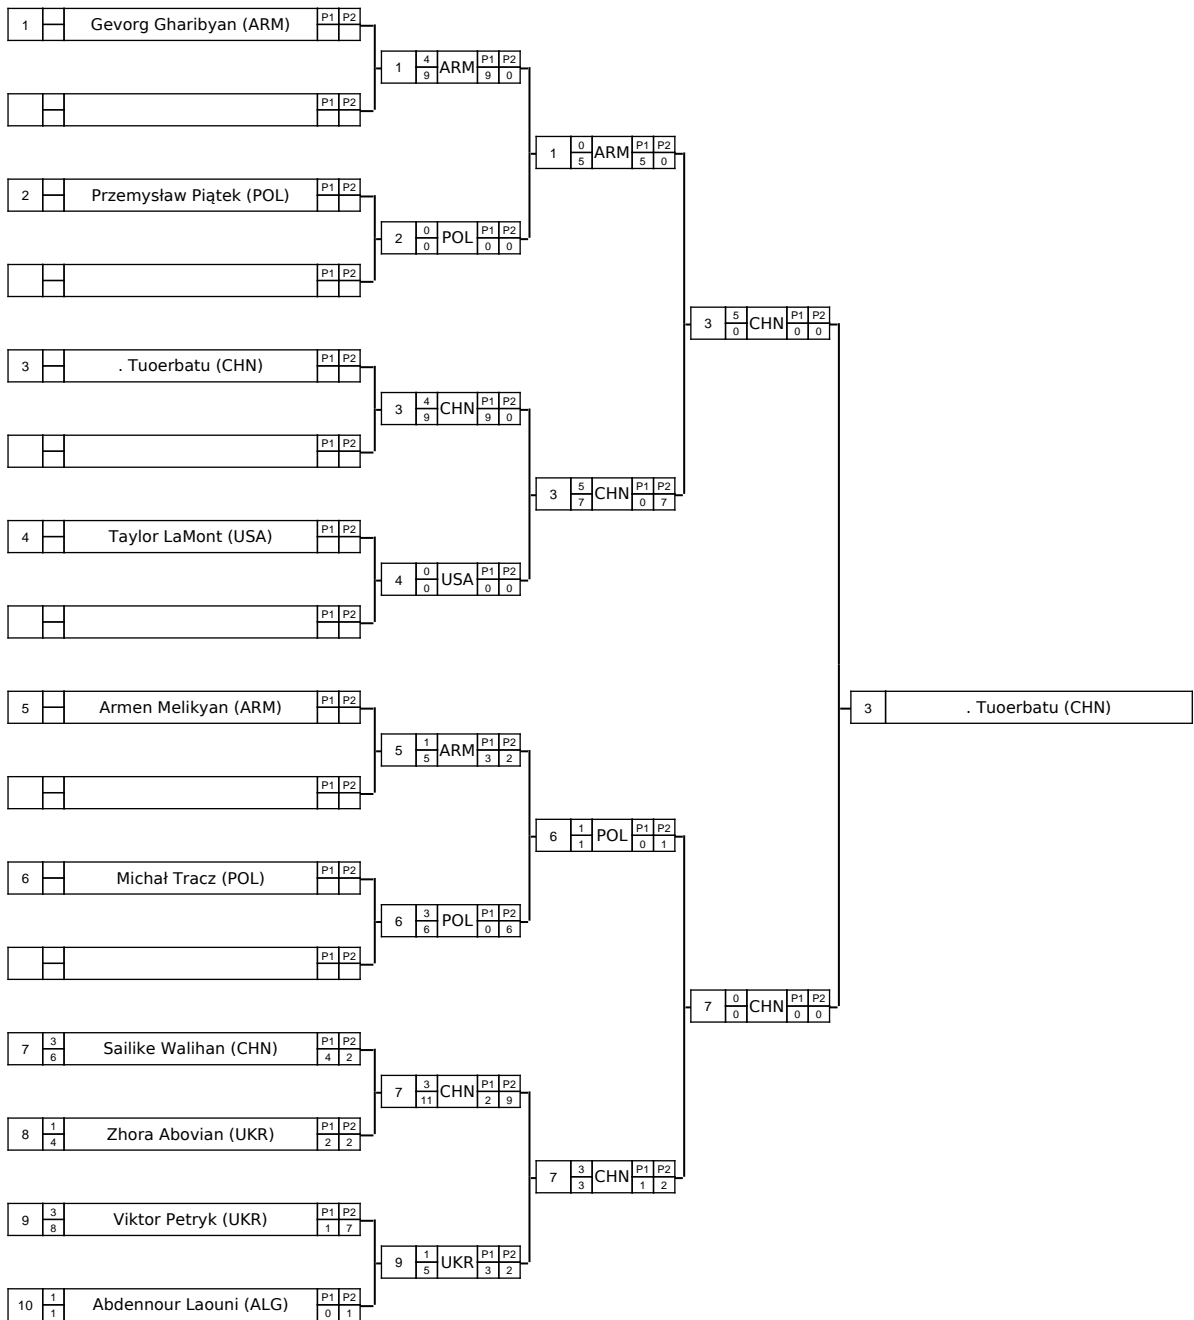 1 Gevorg Gharibyan (ARM) P1 P2
1 4 9 ARM P1 P2 9 0
P1 P2
1 0 5 ARM P1 P2 5 0
2 Przemysław Piątek (POL) P1 P2
2 0 0 POL P1 P2 0 0
P1 P2
3 5 0 CHN P1 P2 0 0
3 . Tuoerbatu (CHN) P1 P2
3 4 9 CHN P1 P2 9 0
P1 P2
3 5 7 CHN P1 P2 0 7
4 Taylor LaMont (USA) P1 P2
4 0 0 USA P1 P2 0 0
P1 P2
5 Armen Melikyan (ARM) P1 P2
3 . Tuoerbatu (CHN)
5 1 5 ARM P1 P2 3 2
P1 P2
6 1 1 POL P1 P2 0 1
6 Michał Tracz (POL) P1 P2
6 3 6 POL P1 P2 0 6
P1 P2
7 0 0 CHN P1 P2 0 0
7 3 6 Sailike Walihan (CHN) P1 P2 4 2
7 3 11 CHN P1 P2 2 9
8 1 4 Zhora Abovian (UKR) P1 P2 2 2
7 3 3 CHN P1 P2 1 2
9 3 8 Viktor Petryk (UKR) P1 P2 1 7
9 1 5 UKR P1 P2 3 2
10 1 1 Abdennour Laouni (ALG) P1 P2 0 1